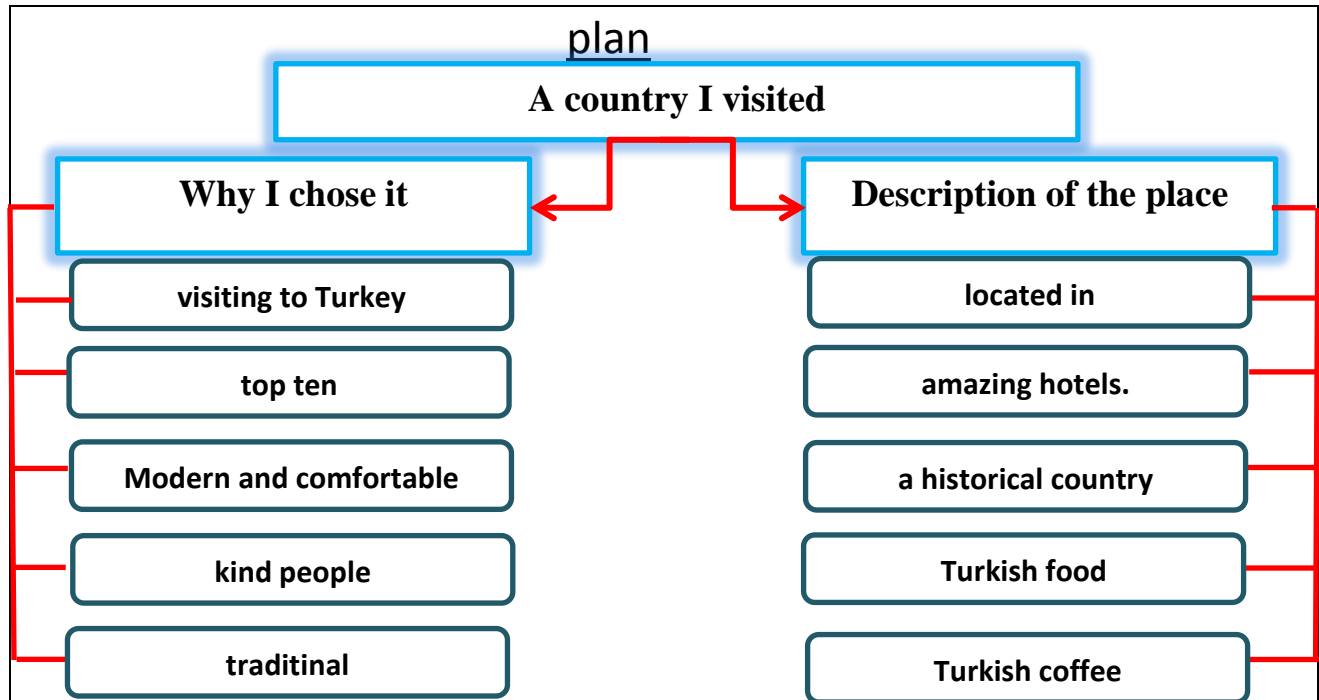 plan
A country I visited
Why I chose it
visiting to Turkey
top ten
Modern and comfortable
kind people
traditinal
Description of the place
located in
amazing hotels.
a historical country
Turkish food
Turkish coffee